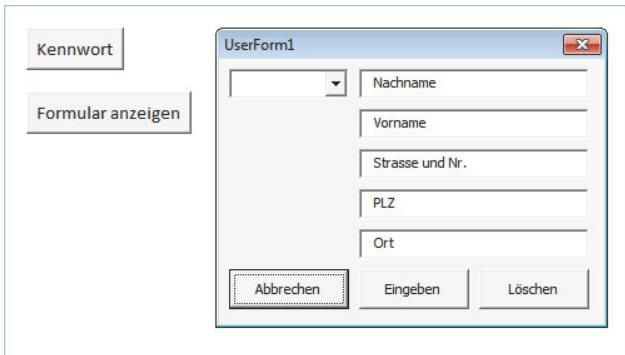 Kennwort
Formular anzeigen
UserForm1
Nachname
Vorname
Strasse und Nr.
PLZ
Ort
Abbrechen Eingeben Löschen